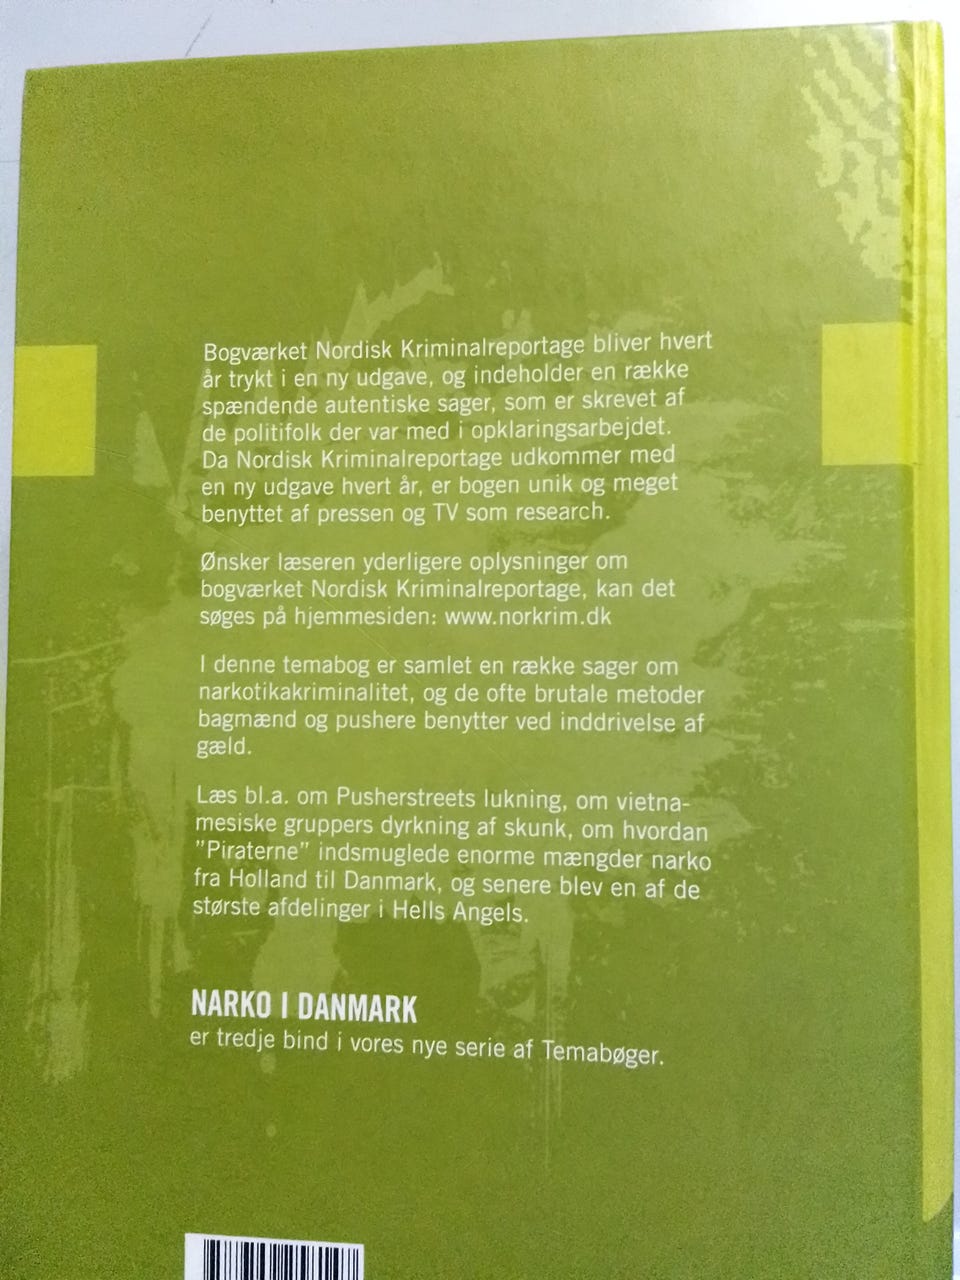 Bogværket Nordisk Kriminalreportage bliver hvert
år trykt i en ny udgave, og indeholder en række
spændende autentiske sager, som er skrevet af
de politifolk der var med i opklaringsarbejdet.
Da Nordisk Kriminalreportage udkommer med
en ny udgave hvert år, er bogen unik og meget
benyttet af pressen og TV som research.
Ønsker læseren yderligere oplysninger om
bogværket Nordisk Kriminalreportage, kan det
søges på hjemmesiden: www.norkrim.dk
I denne temabog er samlet en række sager om
narkotikakriminalitet, og de ofte brutale metoder
bagmænd og pushere benytter ved inddrivelse af
gæld.
Læs bl.a. om Pusherstreets lukning, om vietna-
mesiske gruppers dyrkning af skunk, om hvordan
"Piraterne" indsmuglede enorme mængder narko
fra Holland til Danmark, og senere blev en af de
største afdelinger i Hells Angels.
NARKO I DANMARK
er tredje bind i vores nye serie af Temabøger.